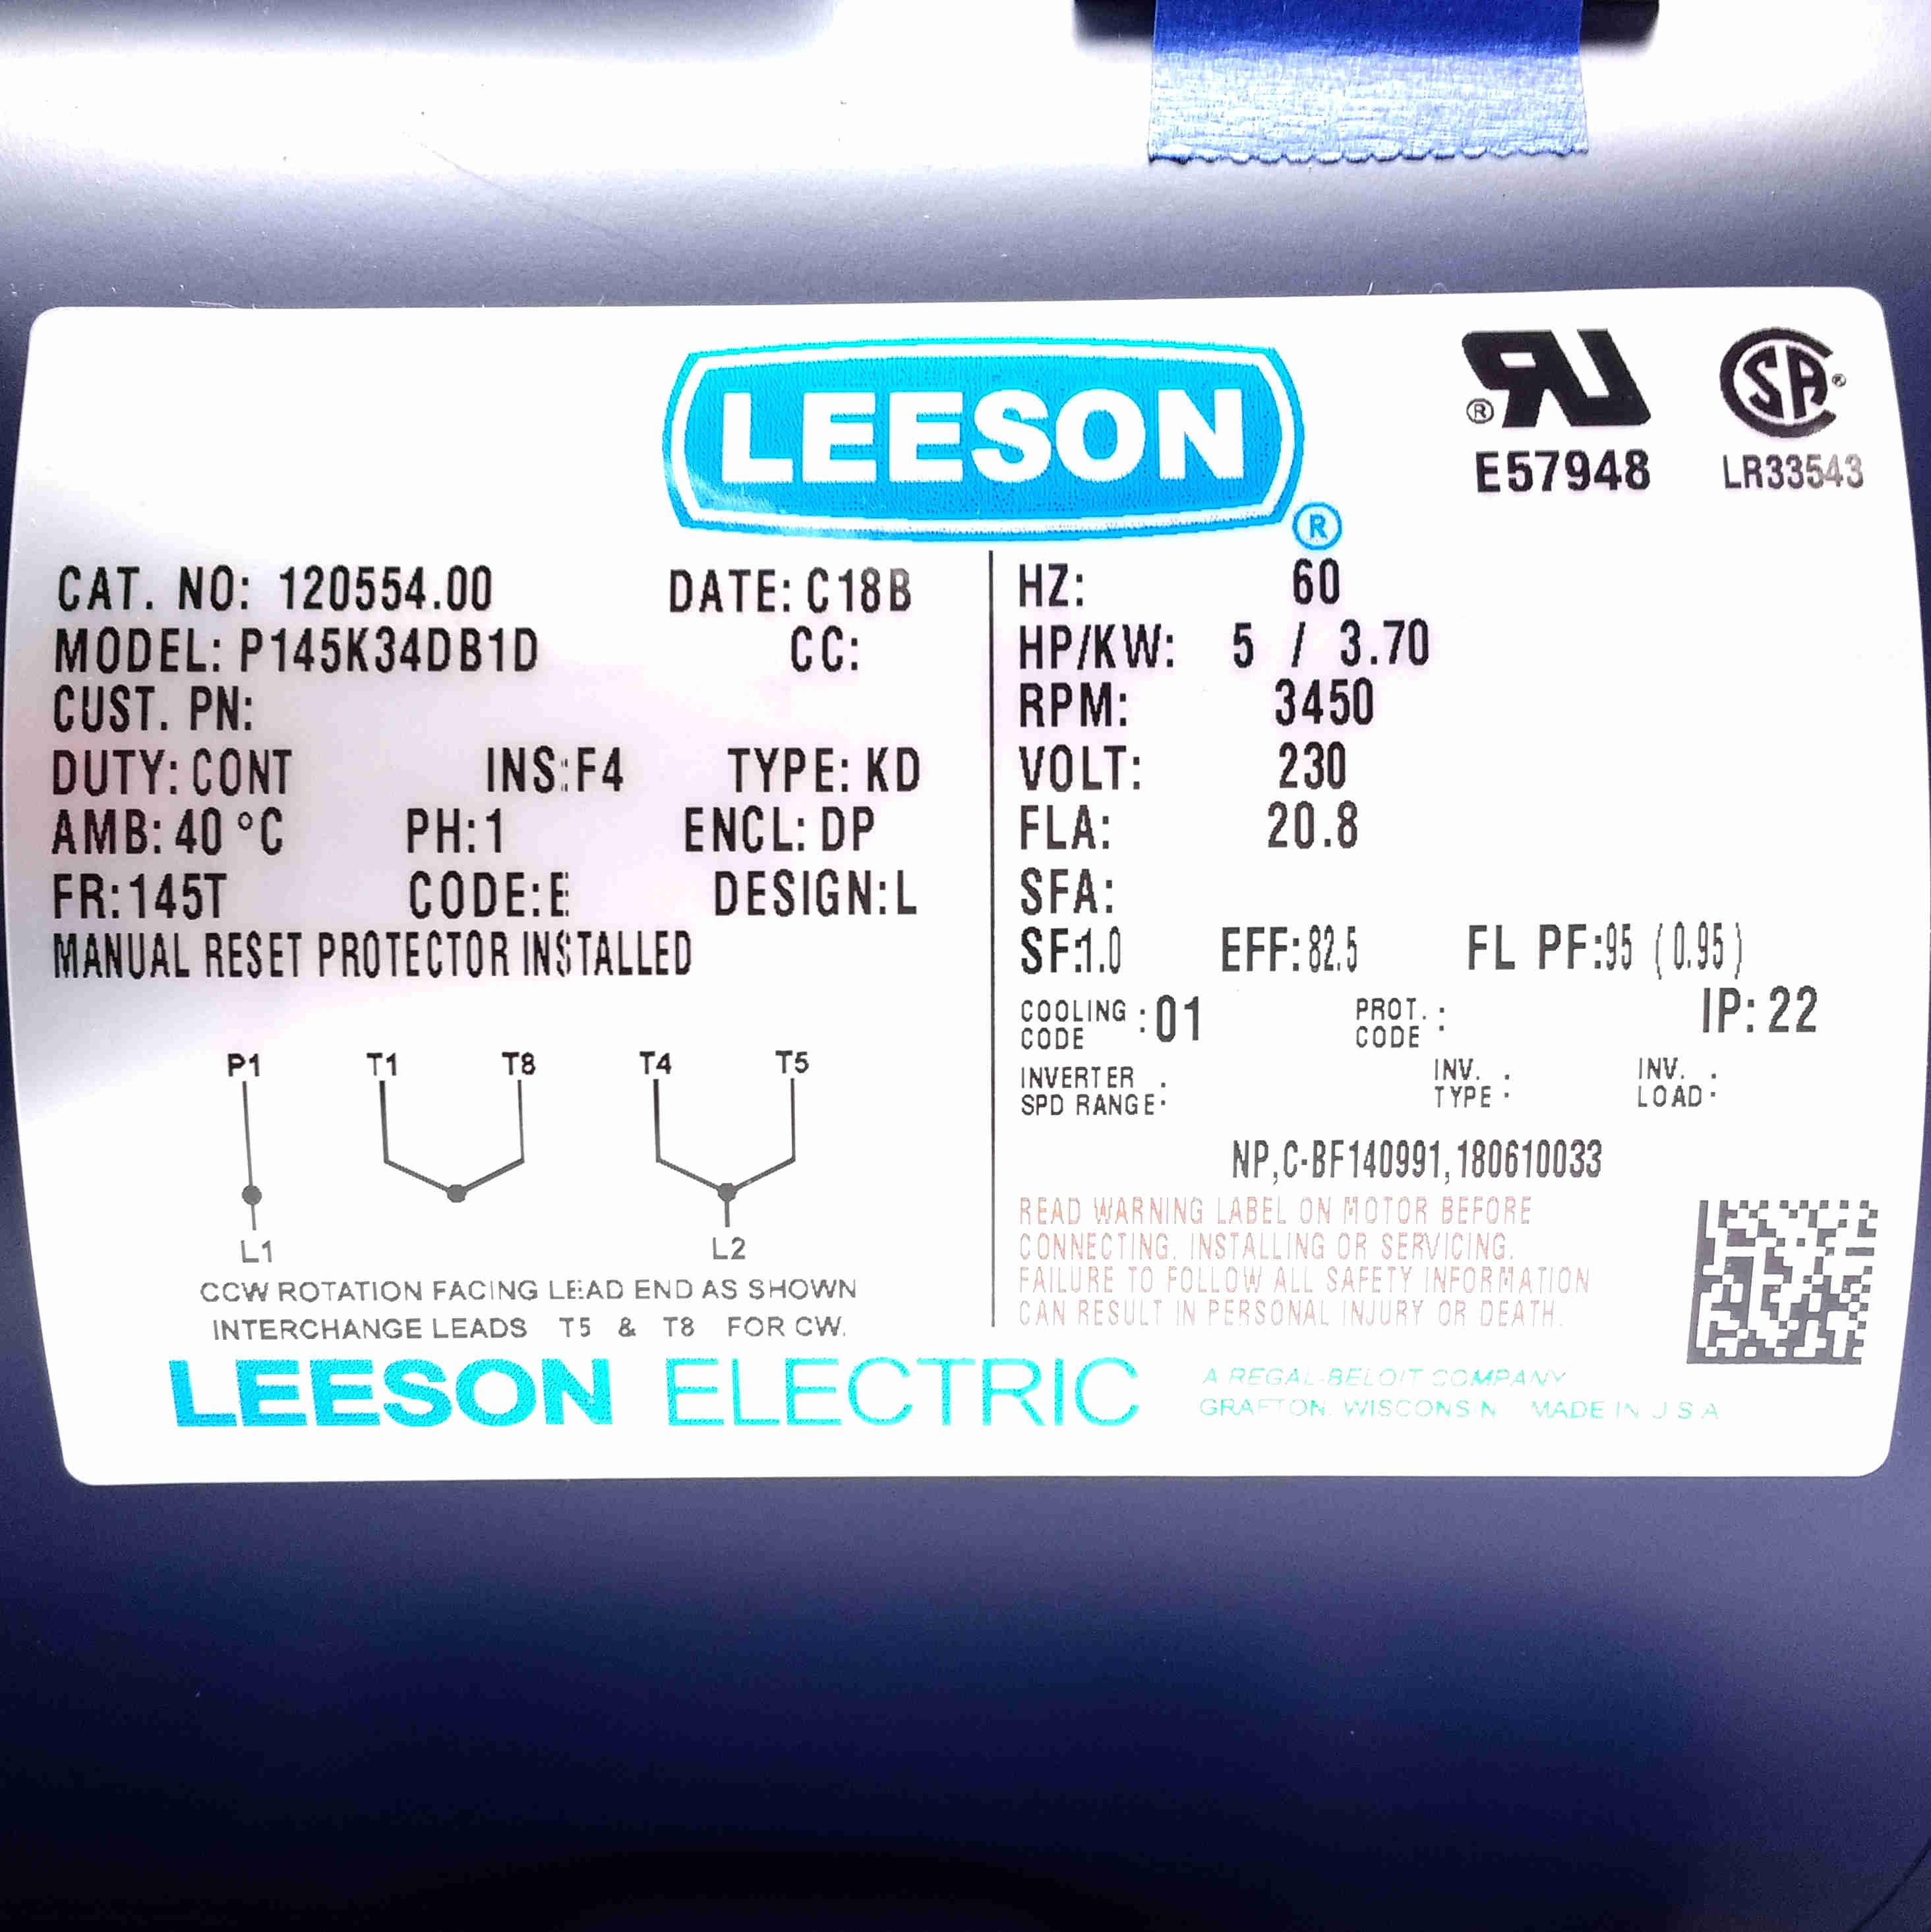 LEESON
®
®
E57948
SA ®
LR33543
CAT. NO: 120554.00 DATE: C18B
MODEL: P145K34DB1D CC:
CUST. PN:
DUTY: CONT INS:F4 TYPE: KD
AMB: 40 °C PH:1 ENCL: DP
FR:145T CODE:E DESIGN:L
MANUAL RESET PROTECTOR INSTALLED
P1 T1 T8 T4 T5
L1 L2
CCW ROTATION FACING LEAD END AS SHOWN
INTERCHANGE LEADS T5 & T8 FOR CW.
HZ: 60
HP/KW: 5 / 3.70
RPM: 3450
VOLT: 230
FLA: 20.8
SFA:
SF:1.0 EFF:82.5 FL PF:95 (0.95)
COOLING CODE :01 PROT. CODE : IP:22
INVERTER SPD RANGE: INV. TYPE : INV. LOAD :
NP,C-BF140991,180610033
READ WARNING LABEL ON MOTOR BEFORE
CONNECTING, INSTALLING OR SERVICING.
FAILURE TO FOLLOW ALL SAFETY INFORMATION
CAN RESULT IN PERSONAL INJURY OR DEATH.
LEESON ELECTRIC
A REGAL-BELOIT COMPANY
GRAFTON, WISCONSIN MADE IN U.S.A